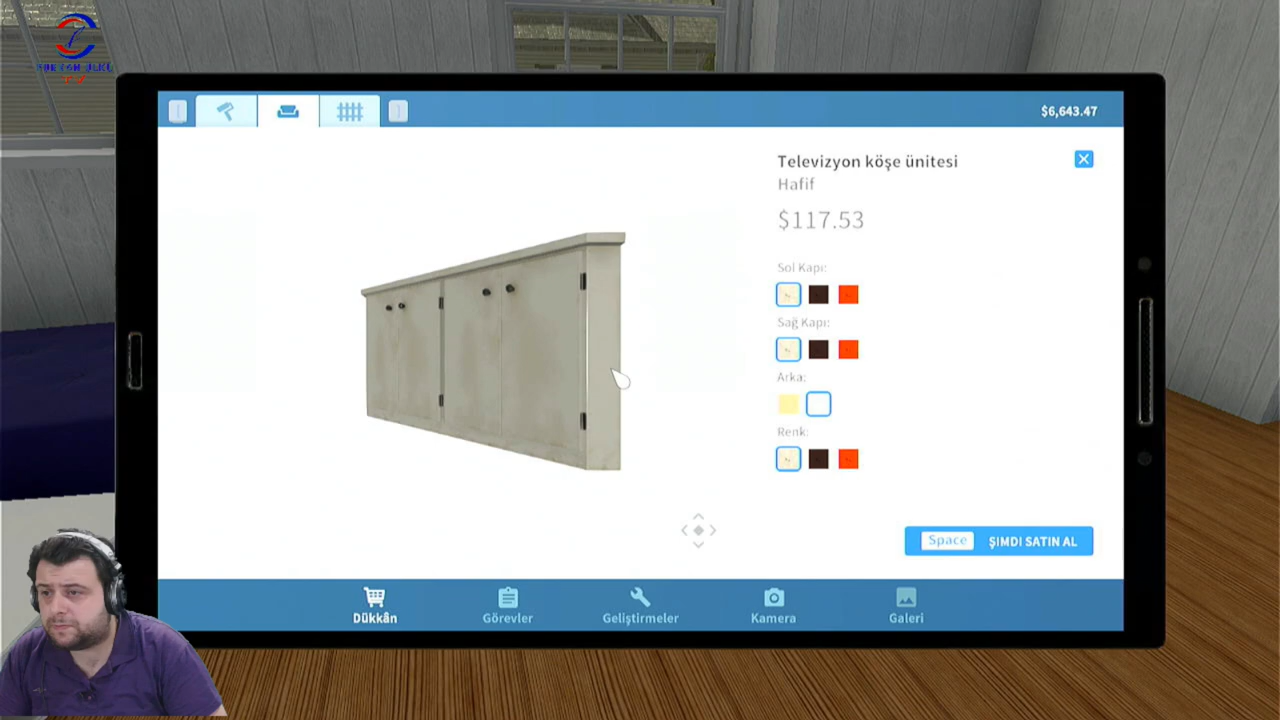 $6,643.47
Televizyon köşe ünitesi
Hafif
$117.53
Sol Kapı:
Sağ Kapı:
Arka:
Renk:
Space ŞIMDI SATIN AL
Dükkân
Görevler
Geliştirmeler
Kamera
Galeri